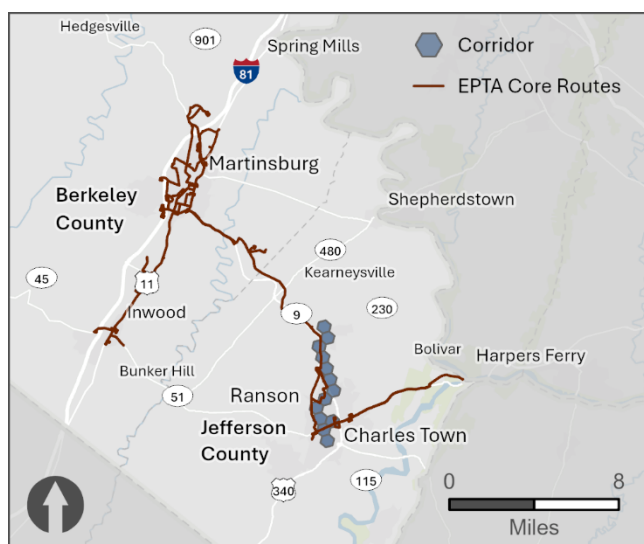 Hedgesville
901
Spring Mills
81
Corridor
EPTA Core Routes
Martinsburg
Berkeley
County
Shepherdstown
480
Kearneysville
45
11
9
230
Inwood
Bolivar
Harpers Ferry
Bunker Hill
51
Ranson
Jefferson
County
Charles Town
340
115
0
8
Miles